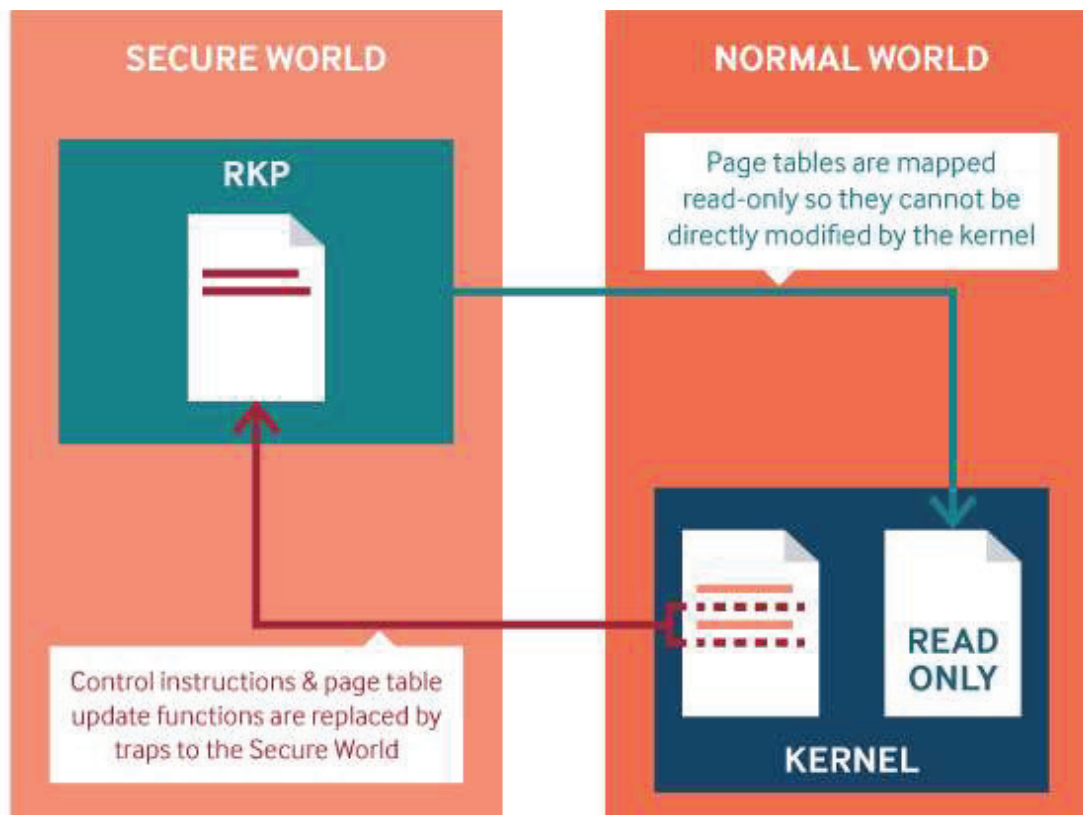 SECURE WORLD
NORMAL WORLD
RKP
Page tables are mapped
read-only so they cannot be
directly modified by the kernel
Control instructions & page table
update functions are replaced by
traps to the Secure World
READ
ONLY
KERNEL